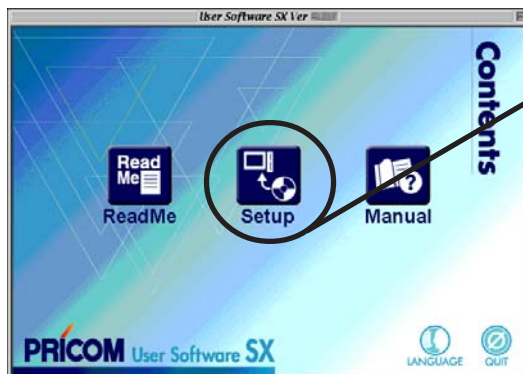 User Software SX Ver
Contents
Read
Me
ReadMe
Setup
Manual
PRICOM User Software SX
LANGUAGE
QUIT